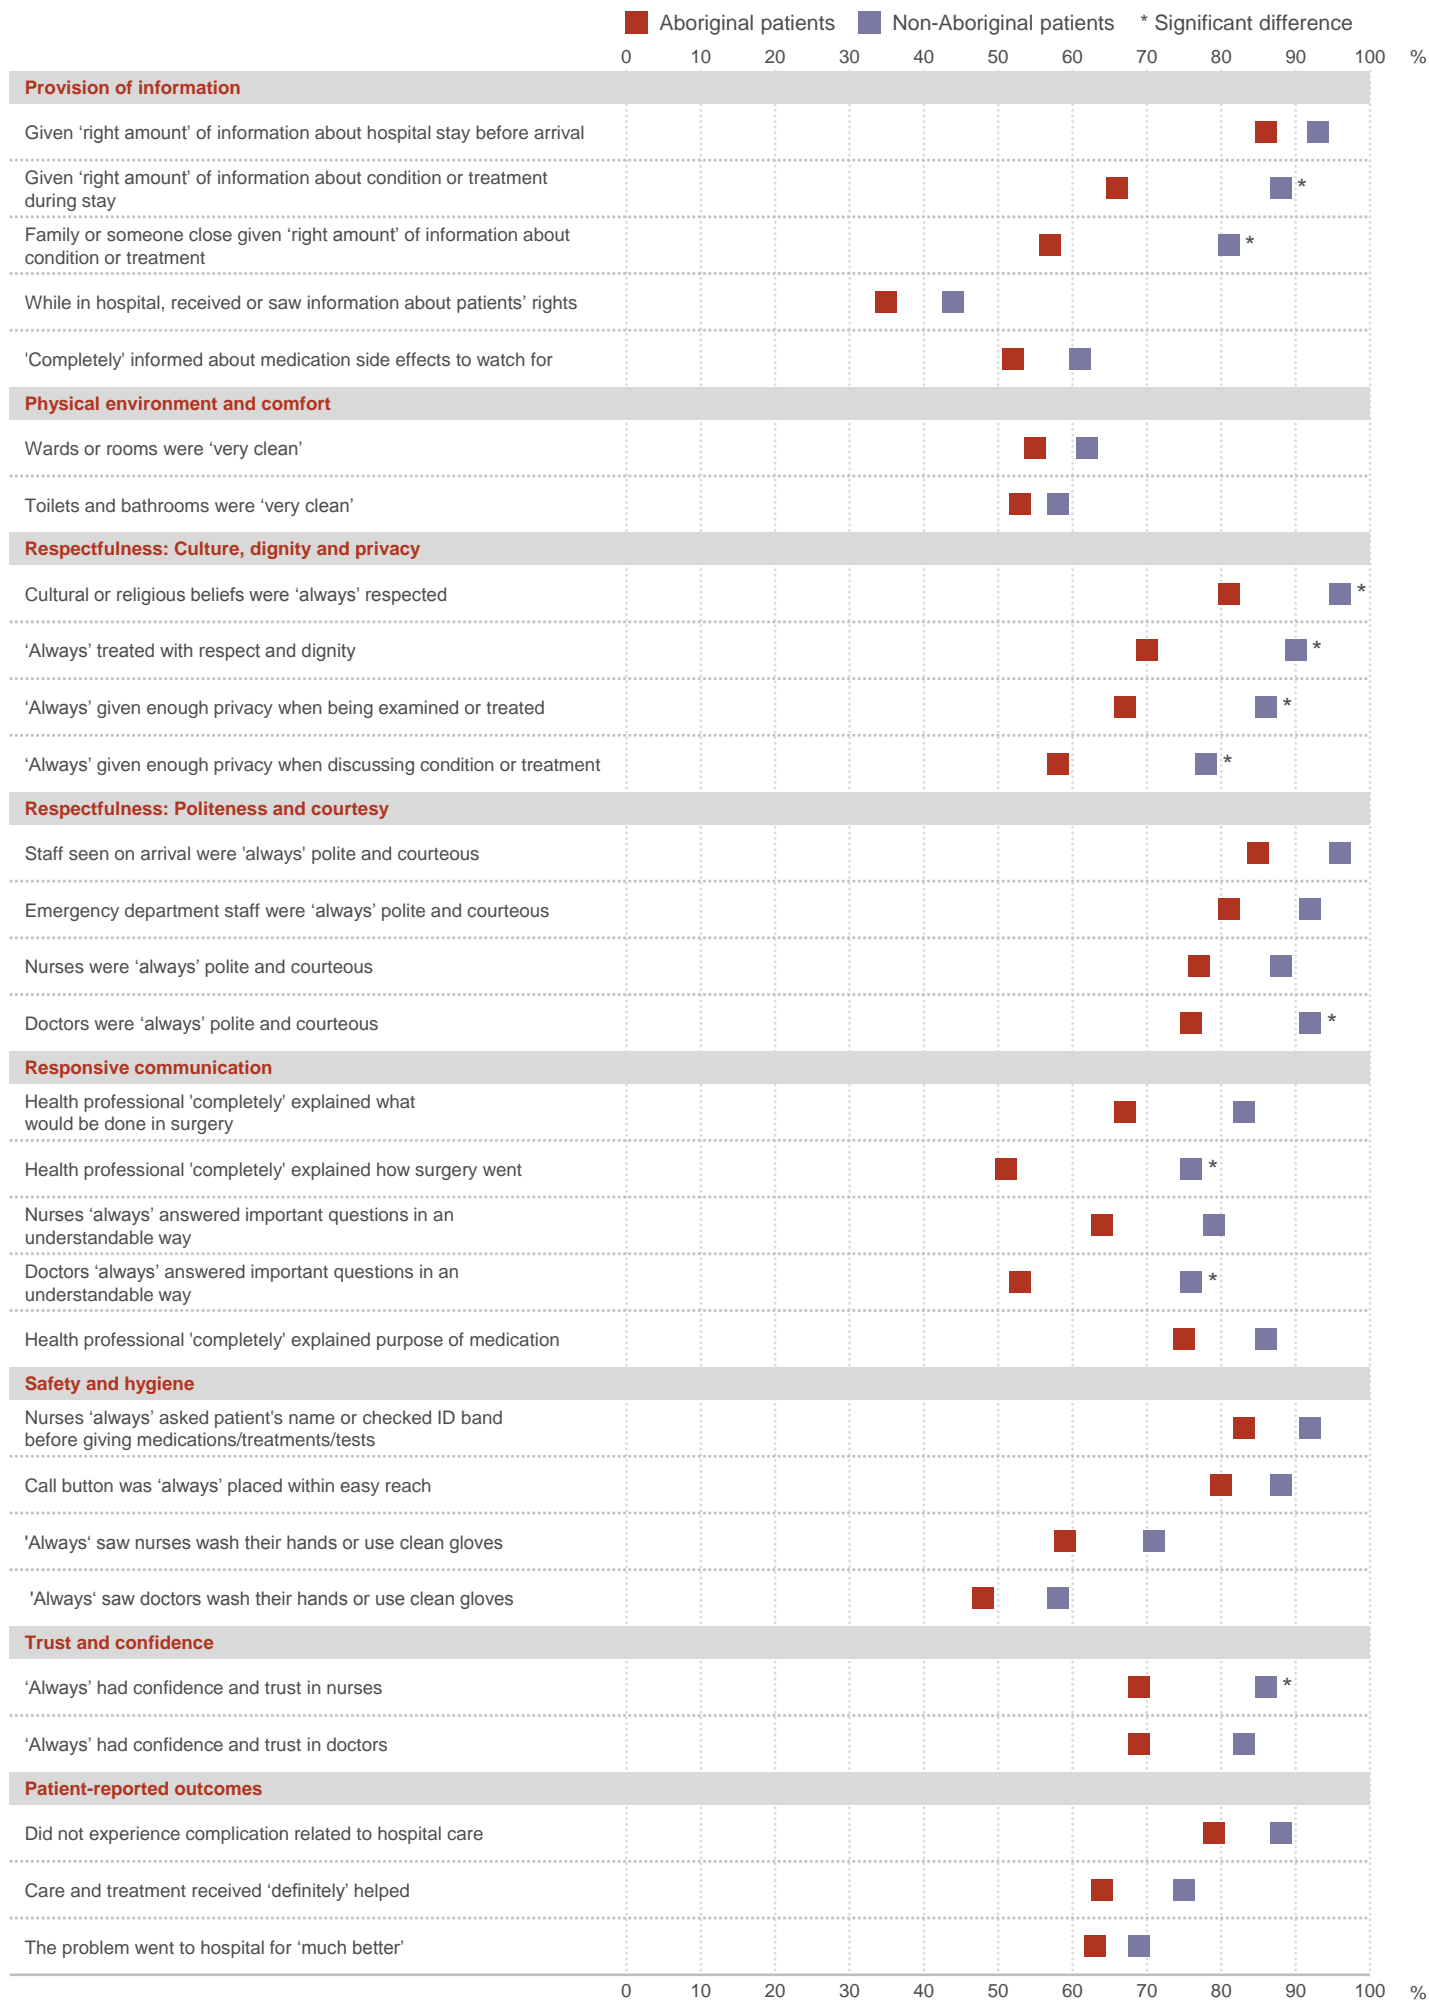 Aboriginal patients Non-Aboriginal patients * Significant difference
0 10 20 30 40 50 60 70 80 90 100 %
Provision of information
Given ‘right amount’ of information about hospital stay before arrival
Given ‘right amount’ of information about condition or treatment
during stay
*
Family or someone close given ‘right amount’ of information about
condition or treatment
*
While in hospital, received or saw information about patients’ rights
'Completely' informed about medication side effects to watch for
Physical environment and comfort
Wards or rooms were ‘very clean’
Toilets and bathrooms were ‘very clean’
Respectfulness: Culture, dignity and privacy
Cultural or religious beliefs were ‘always’ respected *
‘Always’ treated with respect and dignity *
‘Always’ given enough privacy when being examined or treated *
‘Always’ given enough privacy when discussing condition or treatment *
Respectfulness: Politeness and courtesy
Staff seen on arrival were 'always' polite and courteous
Emergency department staff were ‘always’ polite and courteous
Nurses were ‘always’ polite and courteous
Doctors were ‘always’ polite and courteous *
Responsive communication
Health professional 'completely' explained what
would be done in surgery
Health professional 'completely' explained how surgery went *
Nurses ‘always’ answered important questions in an
understandable way
Doctors ‘always’ answered important questions in an
understandable way
*
Health professional 'completely' explained purpose of medication
Safety and hygiene
Nurses ‘always’ asked patient's name or checked ID band
before giving medications/treatments/tests
Call button was ‘always’ placed within easy reach
'Always‘ saw nurses wash their hands or use clean gloves
'Always‘ saw doctors wash their hands or use clean gloves
Trust and confidence
‘Always’ had confidence and trust in nurses *
‘Always’ had confidence and trust in doctors
Patient-reported outcomes
Did not experience complication related to hospital care
Care and treatment received ‘definitely’ helped
The problem went to hospital for ‘much better’
0 10 20 30 40 50 60 70 80 90 100 %